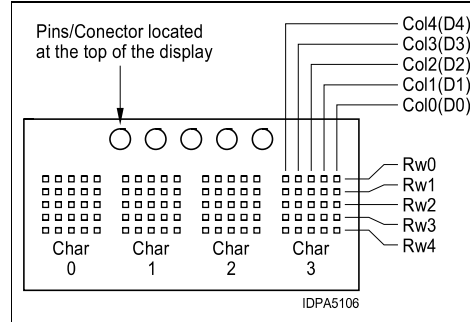 Pins/Conector located
at the top of the display
Col4(D4)
Col3(D3)
Col2(D2)
Col1(D1)
Col0(D0)
Rw0
Rw1
Rw2
Rw3
Rw4
Char Char Char Char
0 1 2 3
IDPA5106